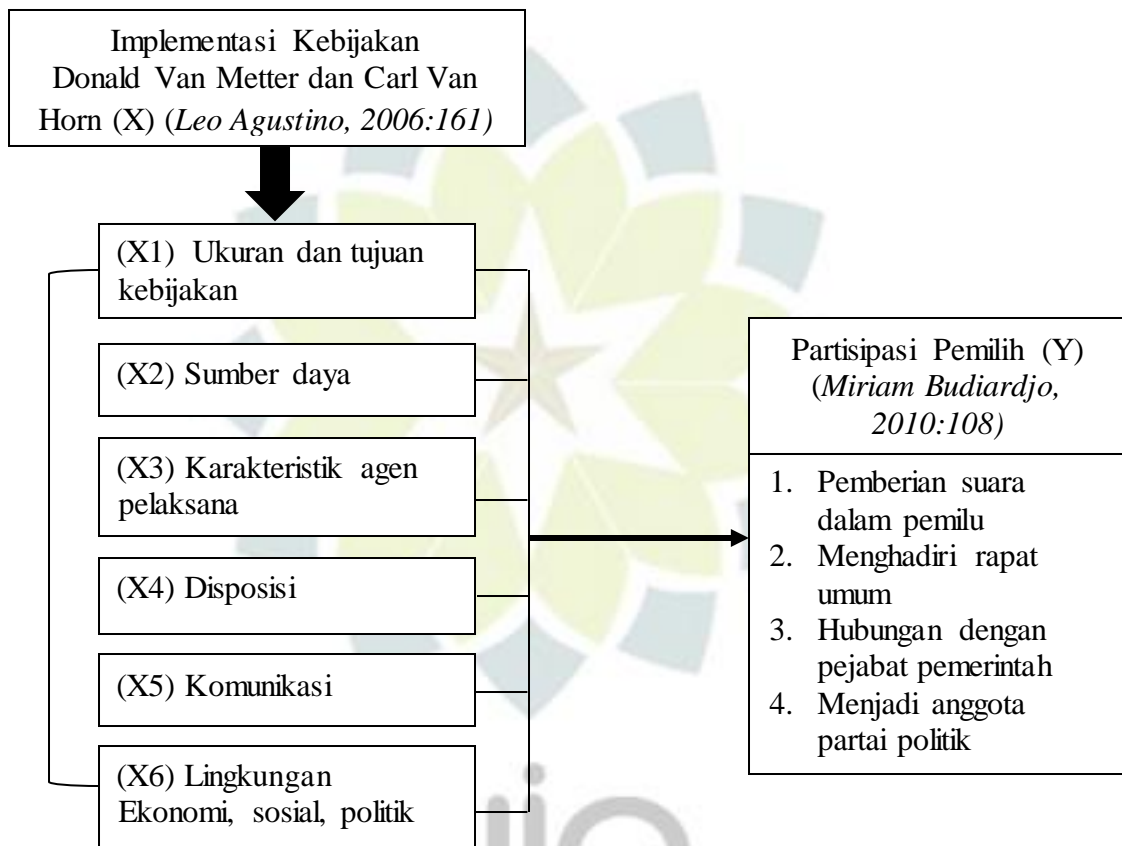 Implementasi Kebijakan
Donald Van Metter dan Carl Van
Horn (X) (Leo Agustino, 2006:161)
(X1) Ukuran dan tujuan
kebijakan
(X2) Sumber daya
(X3) Karakteristik agen
pelaksana
(X4) Disposisi
(X5) Komunikasi
(X6) Lingkungan
Ekonomi, sosial, politik
Partisipasi Pemilih (Y)
(Miriam Budiardjo,
2010:108)
1. Pemberian suara
dalam pemilu
2. Menghadiri rapat
umum
3. Hubungan dengan
pejabat pemerintah
4. Menjadi anggota
partai politik